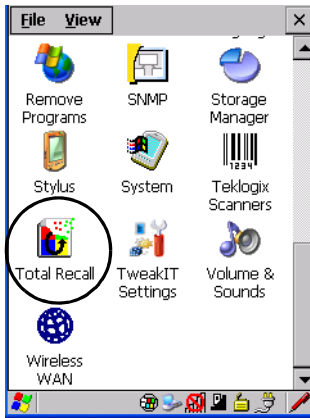 File View
Remove
Programs
SNMP
Storage
Manager
Stylus
System
1234
Teklogix
Scanners
Total Recall
TweakIT
Settings
Volume &
Sounds
Wireless
WAN